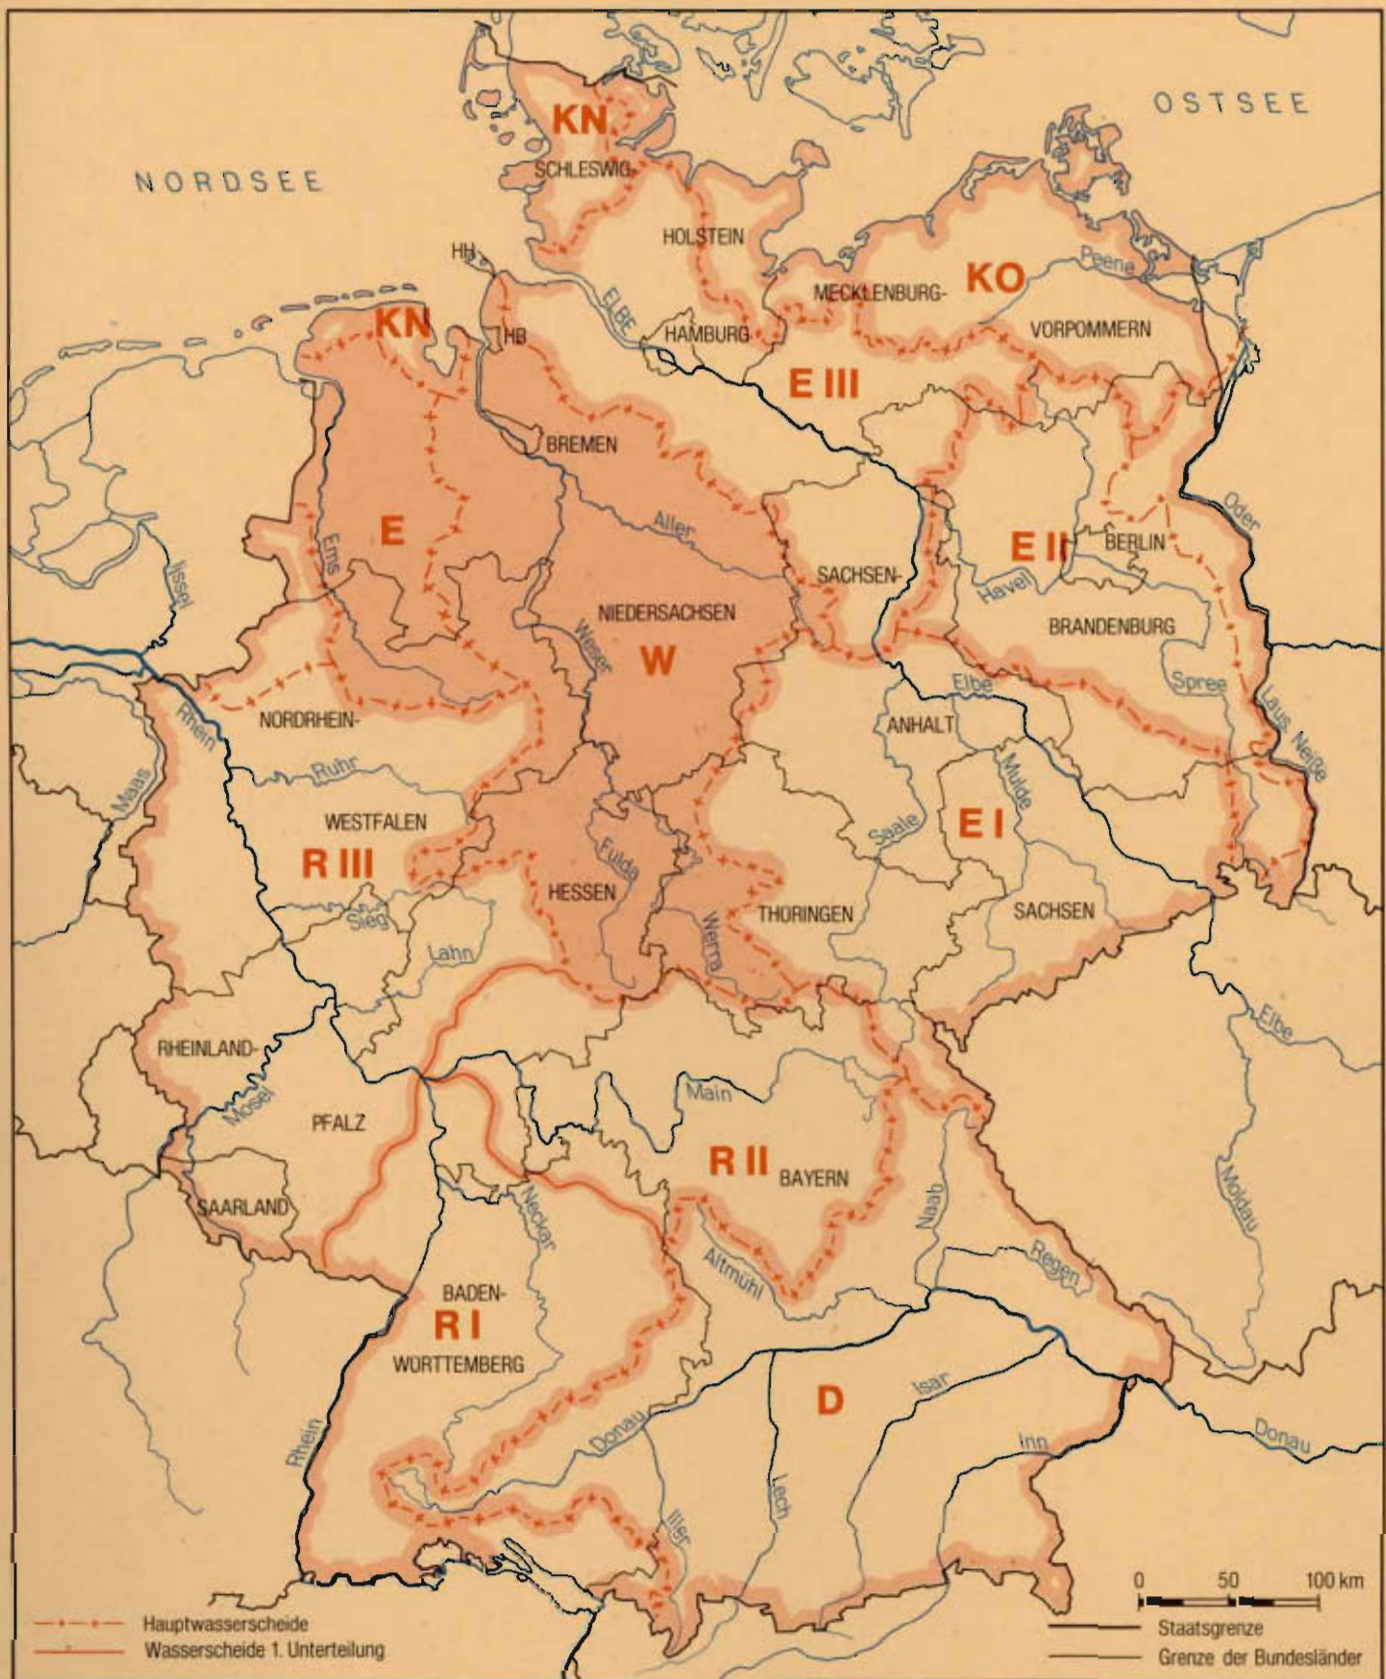 OSTSEE
NORDSEE
KN
SCHLESWIG-
HOLSTEIN
HH
KO
Peene
MECKLENBURG-
VORPOMMERN
ELBE
HAMBURG
KN
HB
E III
BREMEN
Aller
E
Ems
Oder
E II
BERLIN
Ijssel
SACHSEN-
Havel
NIEDERSACHSEN
BRANDENBURG
Weser
W
Elbe
Spree
Rhein
NORDRHEIN-
ANHALT
Laus. Neiße
Maas
Ruhr
Mulde
WESTFALEN
Saale
E I
R III
Fulda
HESSEN
THÜRINGEN
SACHSEN
Sieg
Lahn
Werra
Elbe
RHEINLAND-
Mosel
Main
PFALZ
R II
BAYERN
SAARLAND
Neckar
Naab
Moldau
Altmühl
Regen
BADEN-
R I
WÜRTTEMBERG
D
Isar
Rhein
Donau
Inn
Donau
Lech
Iller
0 50 100 km
Hauptwasserscheide
Wasserscheide 1. Unterteilung
Staatsgrenze
Grenze der Bundesländer